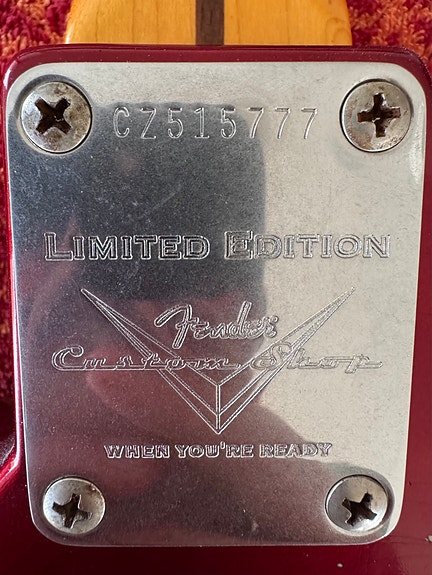 CZ515777
LIMITED EDITION
Fender
Custom Shop
WHEN YOU'RE READY